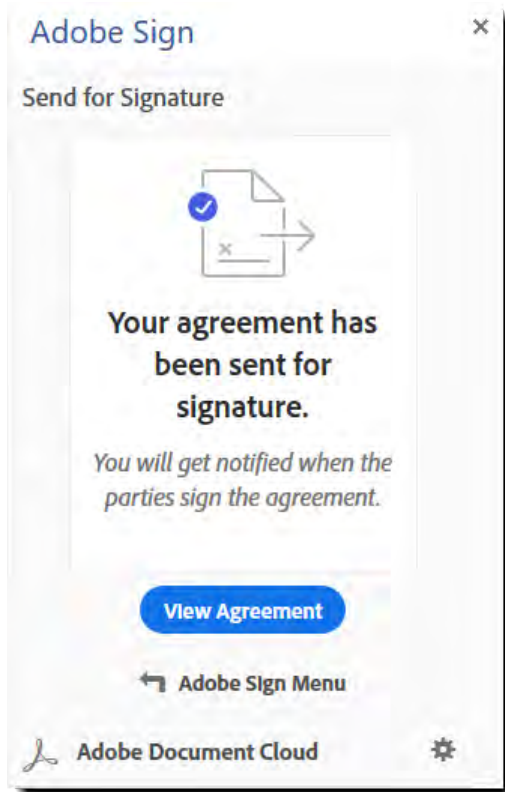 Adobe Sign
Send for Signature
Your agreement has
been sent for
signature.
You will get notified when the
parties sign the agreement.
View Agreement
Adobe Sign Menu
Adobe Document Cloud